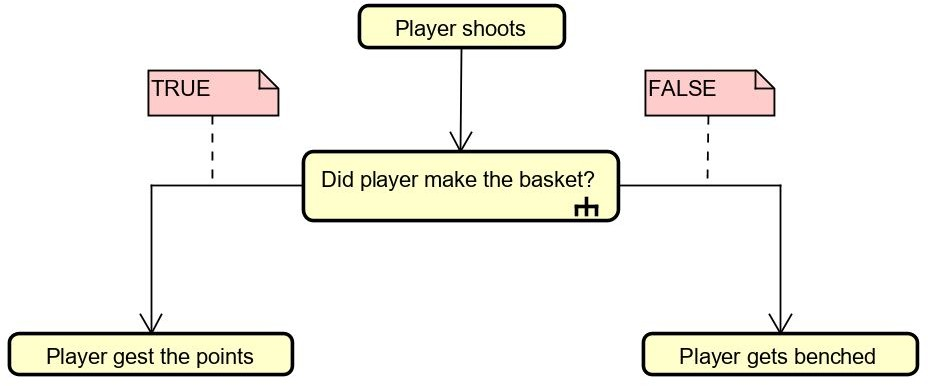 Player shoots
TRUE
FALSE
Did player make the basket?
Player gest the points
Player gets benched